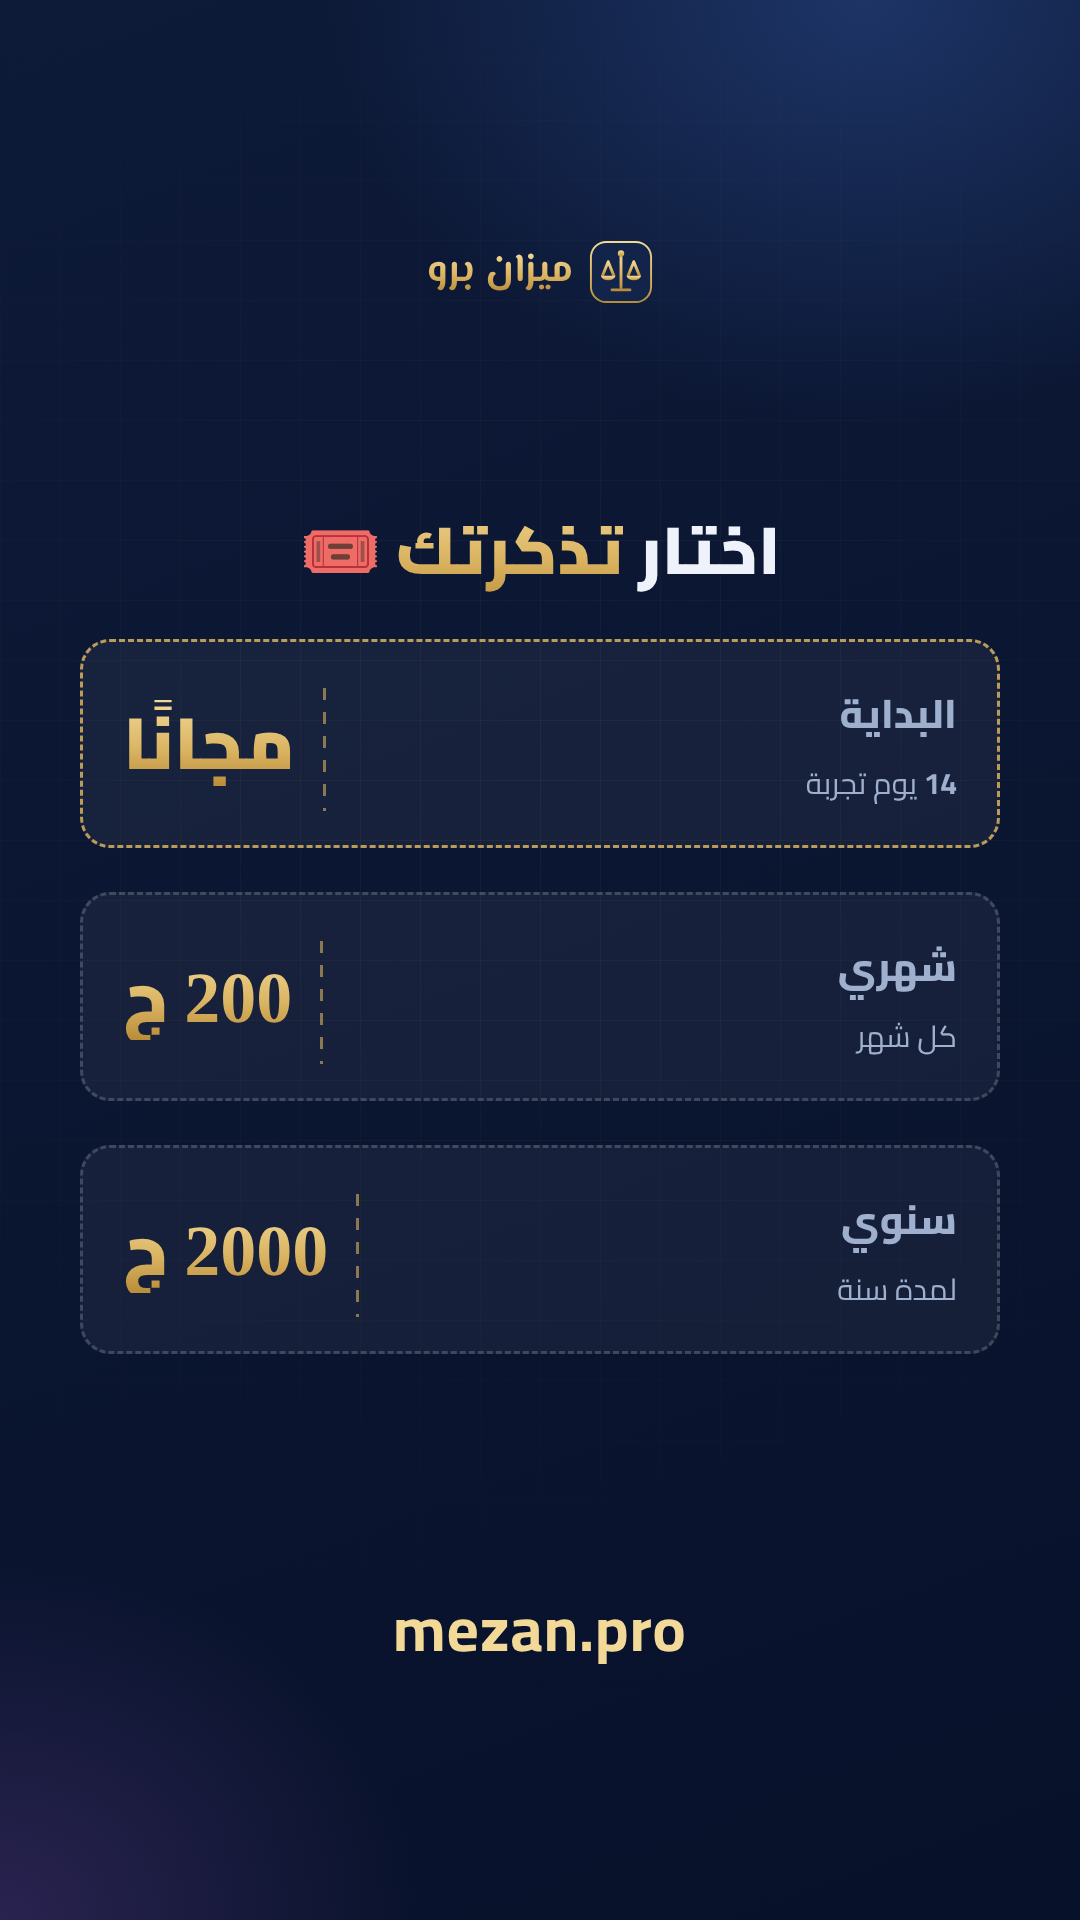 ميزان برو
اختار تذكرتك
البداية
14 يوم تجربة
مجانًا
شهري
كل شهر
200 ج
سنوي
لمدة سنة
2000 ج
mezan.pro